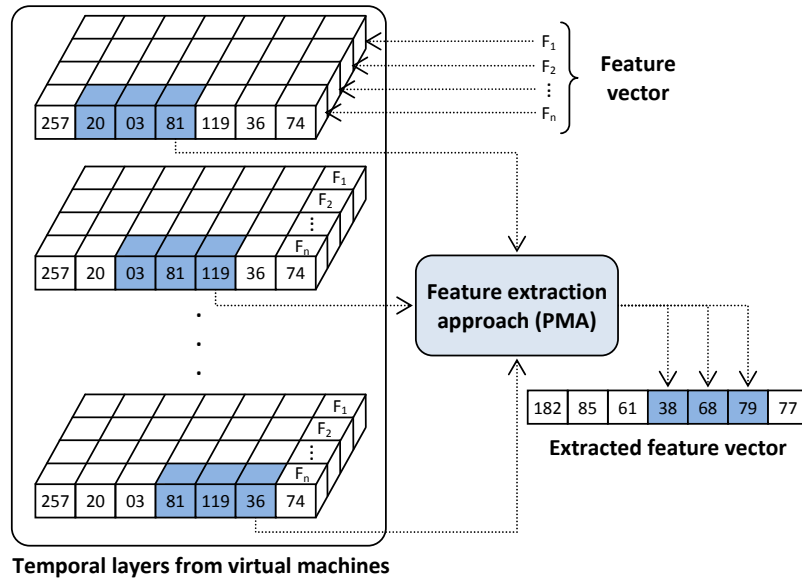 F1
F2
⋮
Fn
Feature
vector
257 20 03 81 119 36 74
F1
F2
⋮
Fn
257 20 03 81 119 36 74
.
.
.
Feature extraction
approach (PMA)
F1
F2
⋮
Fn
257 20 03 81 119 36 74
182 85 61 38 68 79 77
Extracted feature vector
Temporal layers from virtual machines